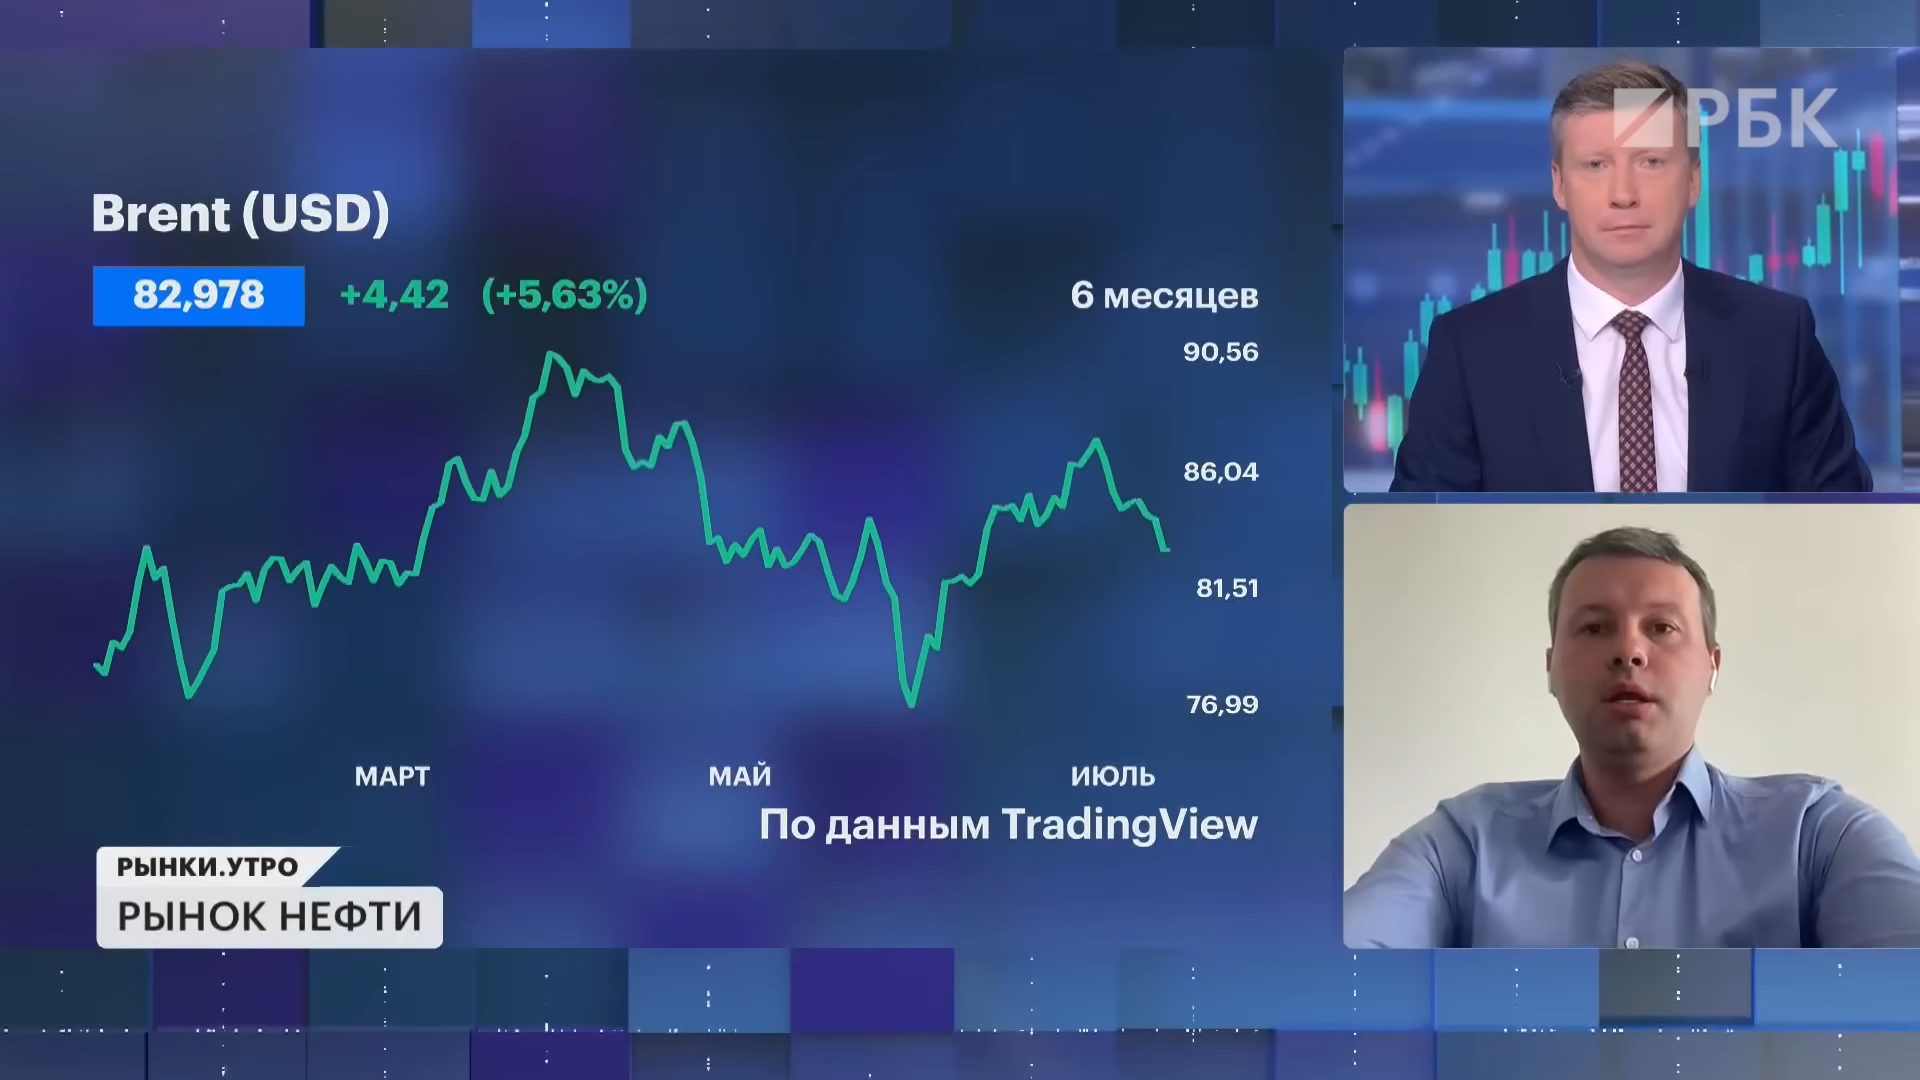 РБК
Brent (USD)
82,978 +4,42 (+5,63%)
6 месяцев
90,56
86,04
81,51
76,99
МАРТ МАЙ ИЮЛЬ
По данным TradingView
РЫНКИ.УТРО
РЫНОК НЕФТИ